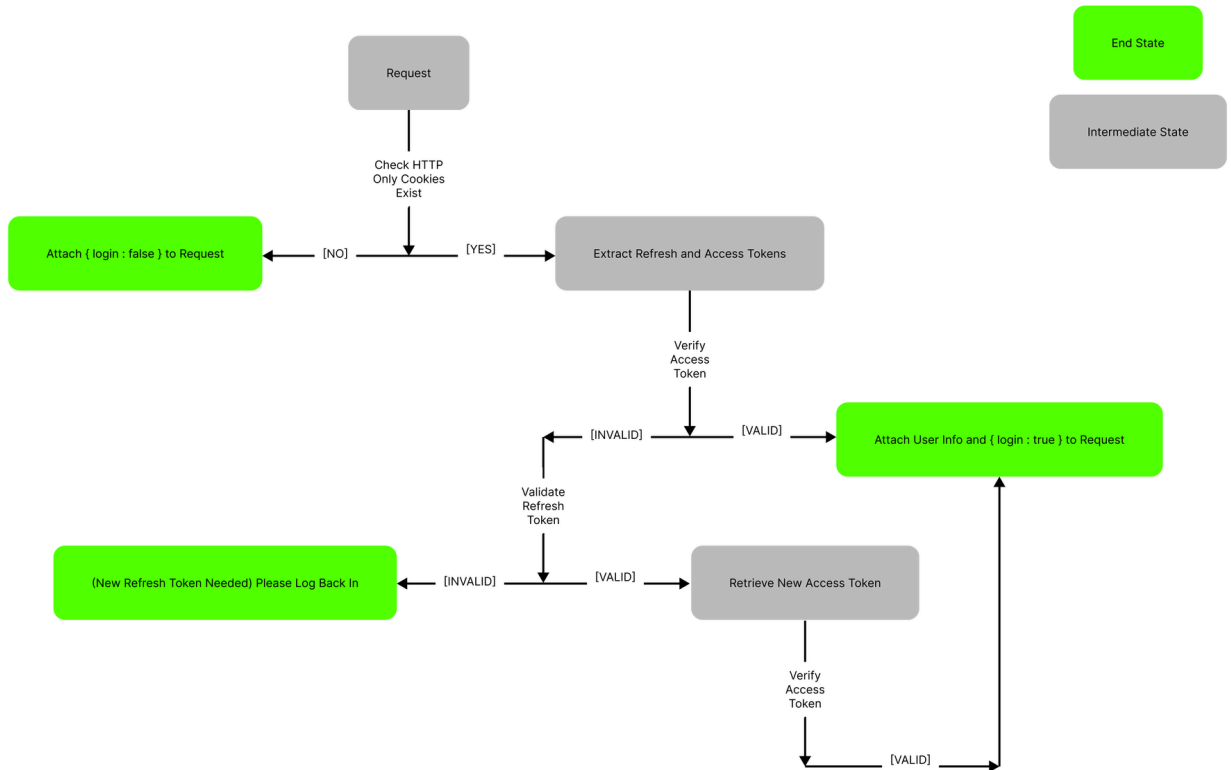 End State
Request
Intermediate State
Check HTTP
Only Cookies
Exist
Attach { login : false } to Request
[NO]
[YES]
Extract Refresh and Access Tokens
Verify
Access
Token
[INVALID]
[VALID]
Attach User Info and { login : true } to Request
Validate
Refresh
Token
(New Refresh Token Needed) Please Log Back In
[INVALID]
[VALID]
Retrieve New Access Token
Verify
Access
Token
[VALID]